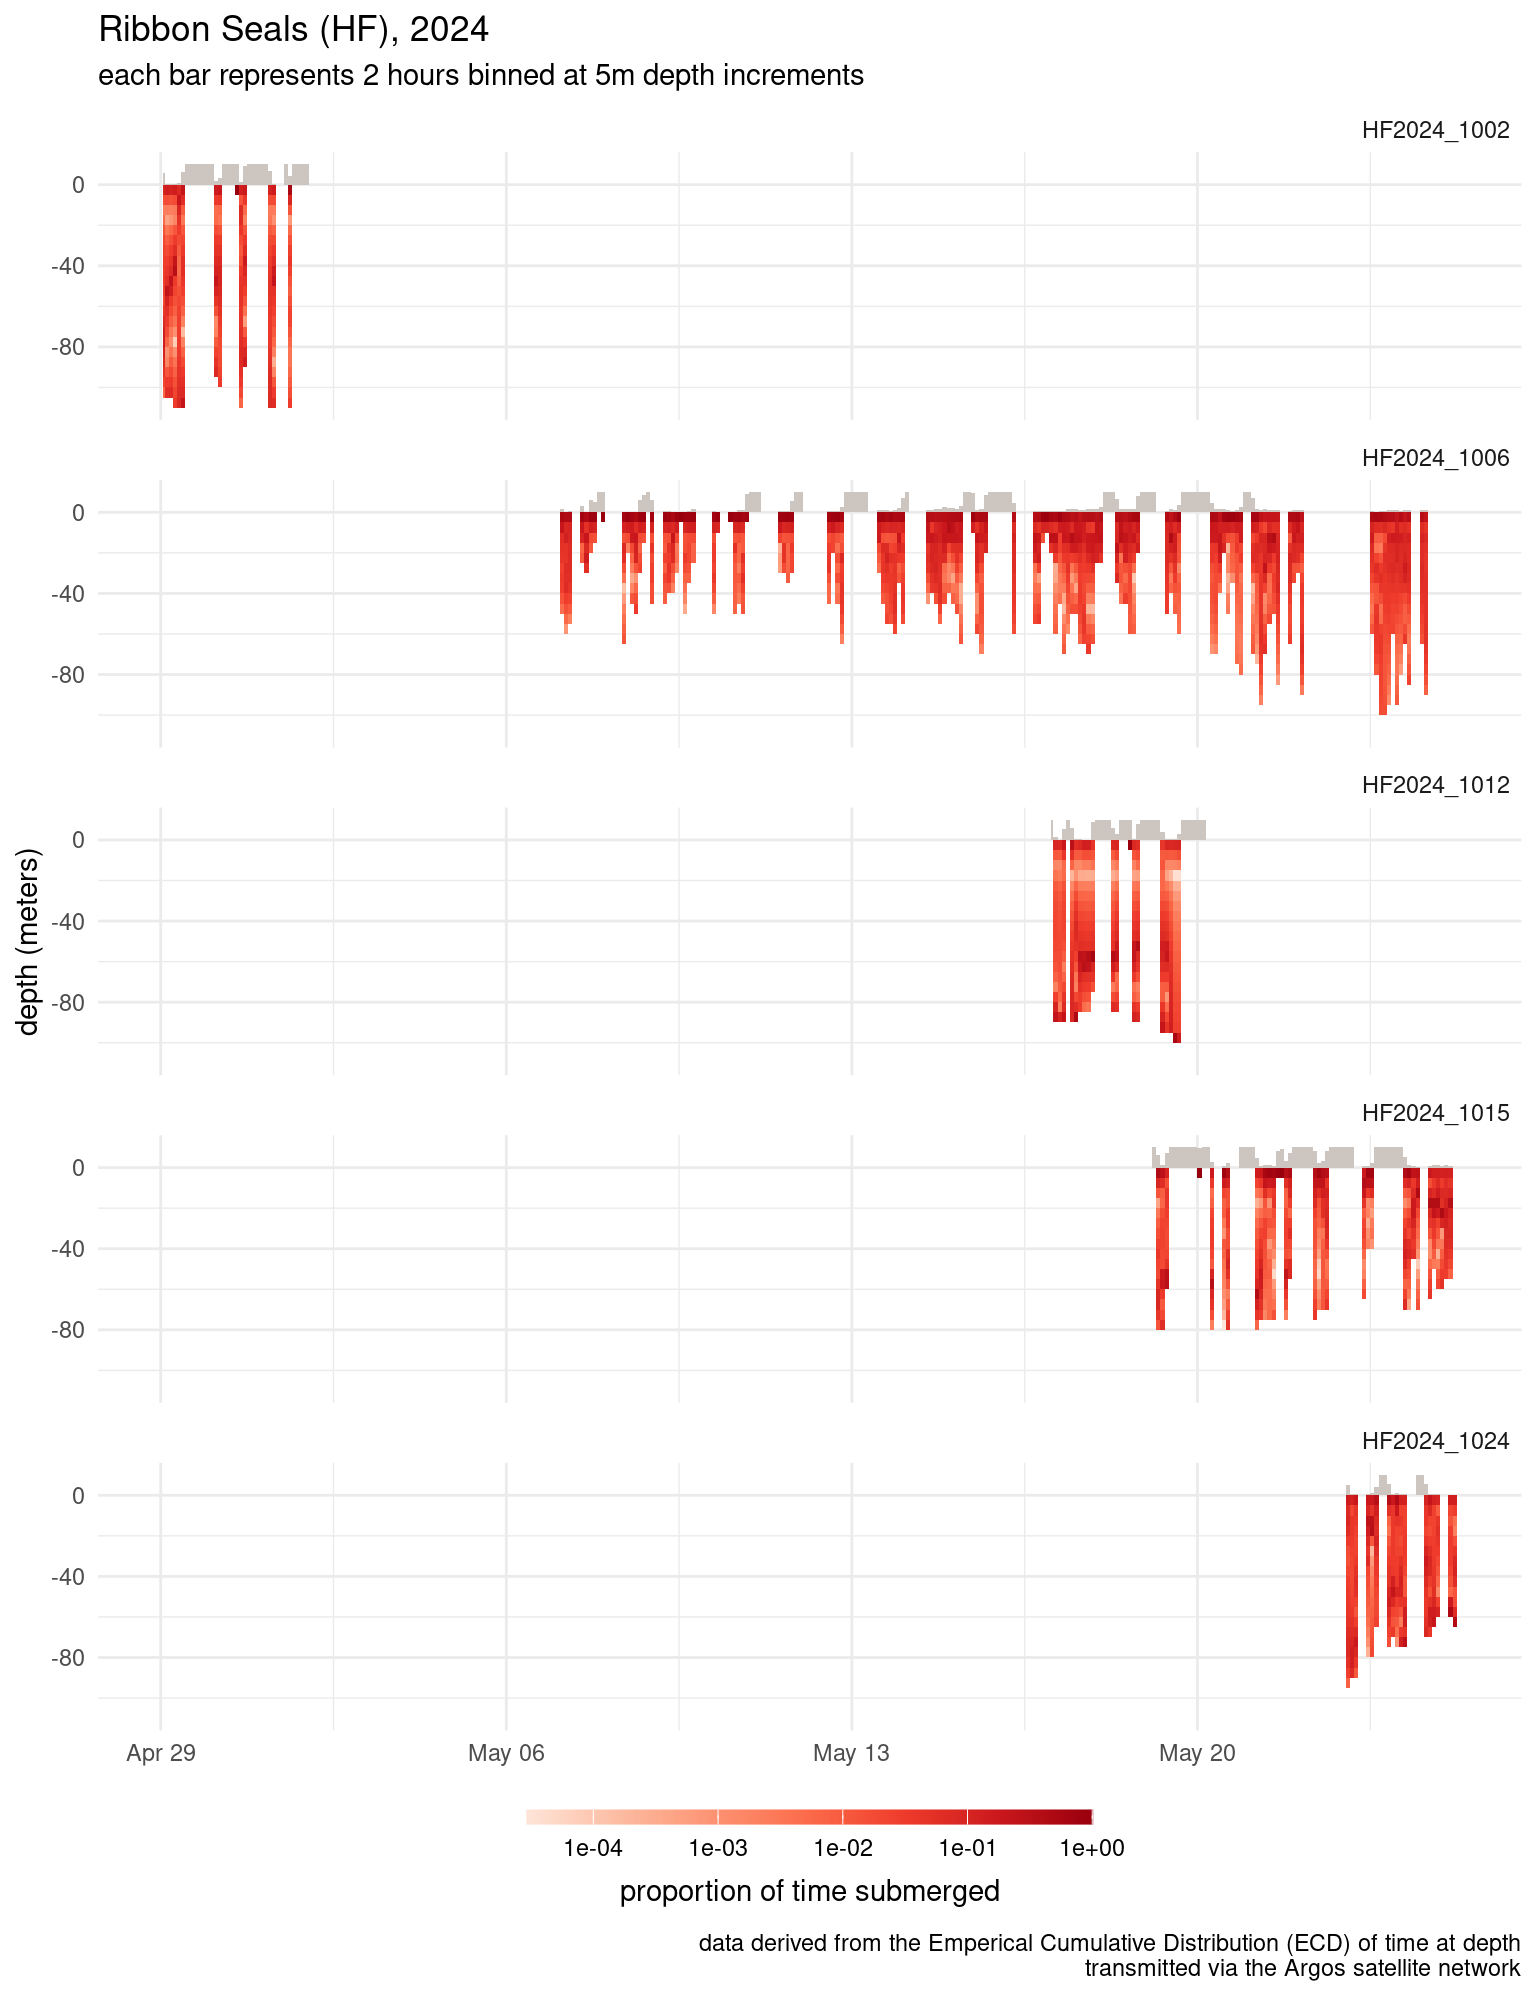 Ribbon Seals (HF), 2024
each bar represents 2 hours binned at 5m depth increments
HF2024_1002
0
-40
-80
HF2024_1006
0
-40
-80
HF2024_1012
0
-40
-80
depth (meters)
HF2024_1015
0
-40
-80
HF2024_1024
0
-40
-80
Apr 29 May 06 May 13 May 20
1e-04 1e-03 1e-02 1e-01 1e+00
proportion of time submerged
data derived from the Emperical Cumulative Distribution (ECD) of time at depth
transmitted via the Argos satellite network